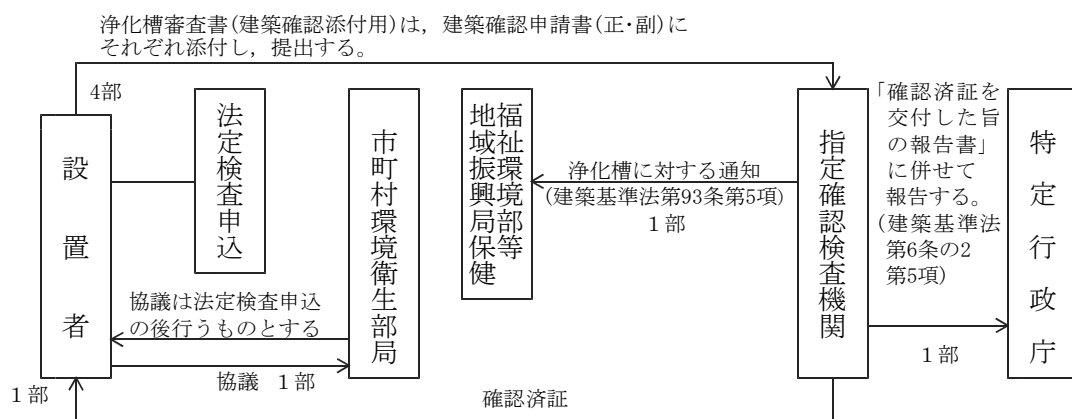 浄化槽審査書(建築確認添付用)は，建築確認申請書(正･副)に
それぞれ添付し，提出する。
4部
設置者
法定検査申込
市町村環境衛生部局
福祉環境部等
地域振興局保健
浄化槽に対する通知
(建築基準法第93条第5項)
1部
指定確認検査機関
「確認済証を
交付した旨
の報告書」
に併せて
報告する。
(建築基準法
第6条の2
第5項)
特定行政庁
1部
協議は法定検査申込
の後行うものとする
協議 1部
1部
確認済証